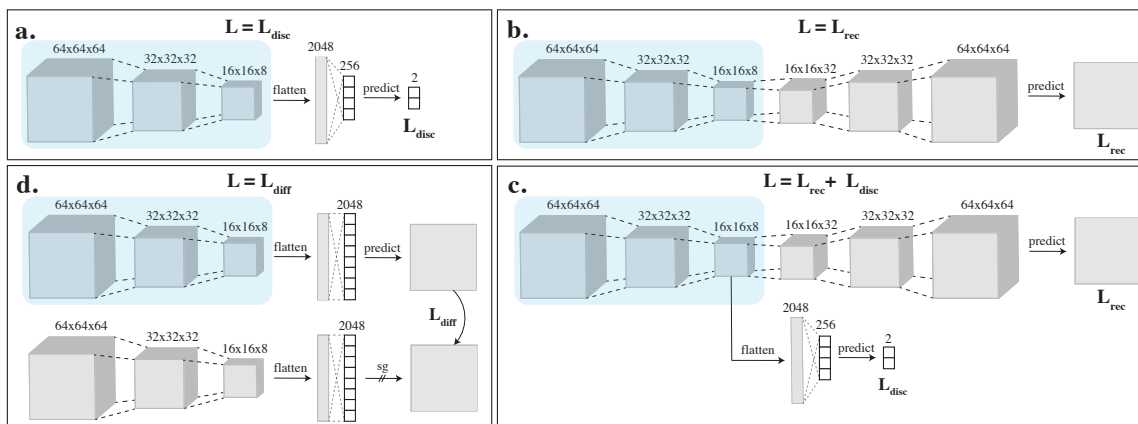 a.
L = L_disc
64x64x64
32x32x32
16x16x8
flatten
2048
256
predict
2
L_disc
b.
L = L_rec
64x64x64
32x32x32
16x16x8
16x16x32
32x32x32
64x64x64
predict
L_rec
d.
L = L_diff
64x64x64
32x32x32
16x16x8
flatten
2048
predict
L_diff
64x64x64
32x32x32
16x16x8
flatten
2048
sg
c.
L = L_rec + L_disc
64x64x64
32x32x32
16x16x8
16x16x32
32x32x32
64x64x64
predict
L_rec
flatten
2048
256
predict
2
L_disc